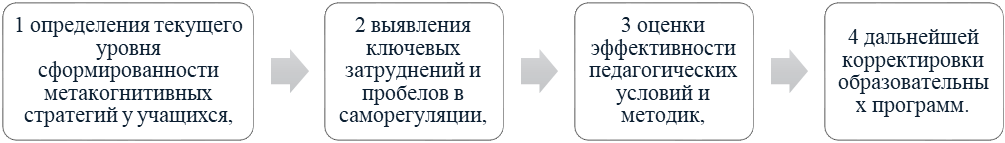 1 определения текущего
уровня
сформированности
метакогнитивных
стратегий у учащихся,
2 выявления
ключевых
затруднений и
пробелов в
саморегуляции,
3 оценки
эффективности
педагогических
условий и
методик,
4 дальнейшей
корректировки
образовательны
х программ.